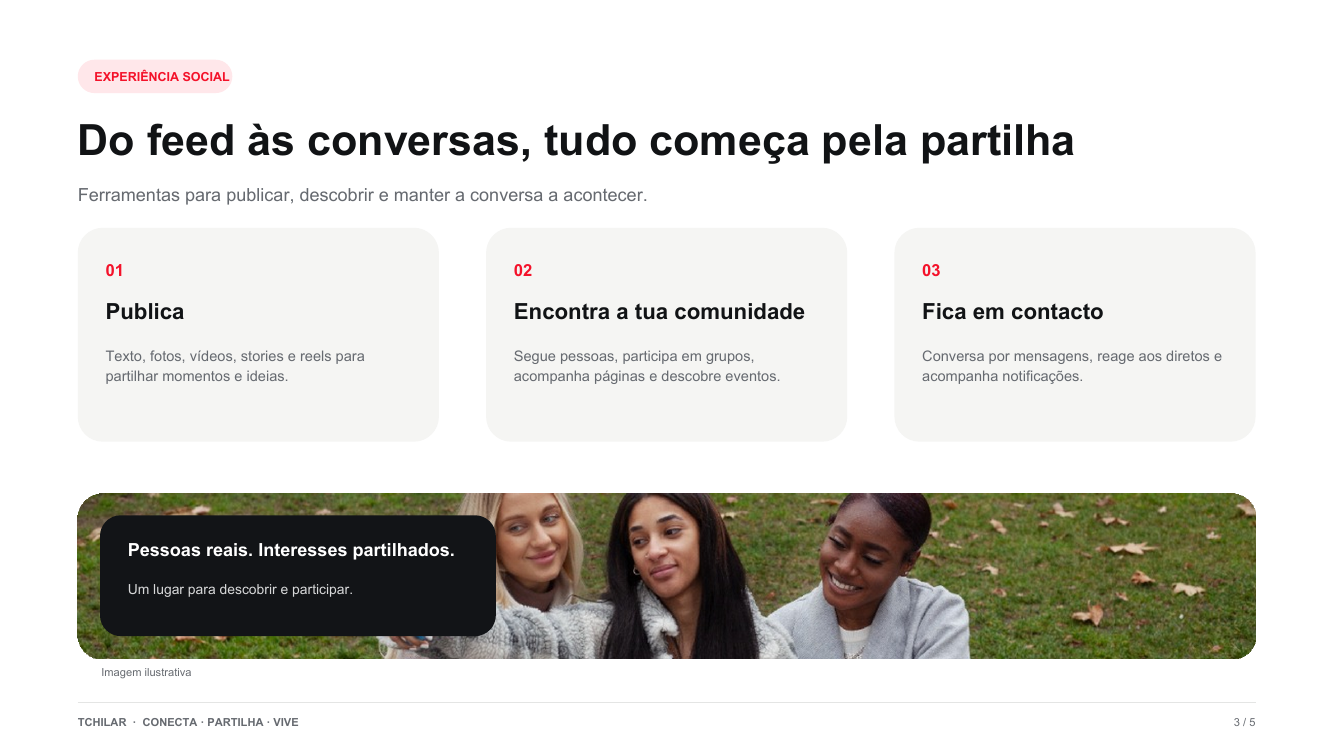 EXPERIÊNCIA SOCIAL
Do feed às conversas, tudo começa pela partilha
Ferramentas para publicar, descobrir e manter a conversa a acontecer.
01
Publica
Texto, fotos, vídeos, stories e reels para
partilhar momentos e ideias.
02
Encontra a tua comunidade
Segue pessoas, participa em grupos,
acompanha páginas e descobre eventos.
03
Fica em contacto
Conversa por mensagens, reage aos diretos e
acompanha notificações.
Pessoas reais. Interesses partilhados.
Um lugar para descobrir e participar.
Imagem ilustrativa
TCHILAR · CONECTA · PARTILHA · VIVE
3 / 5